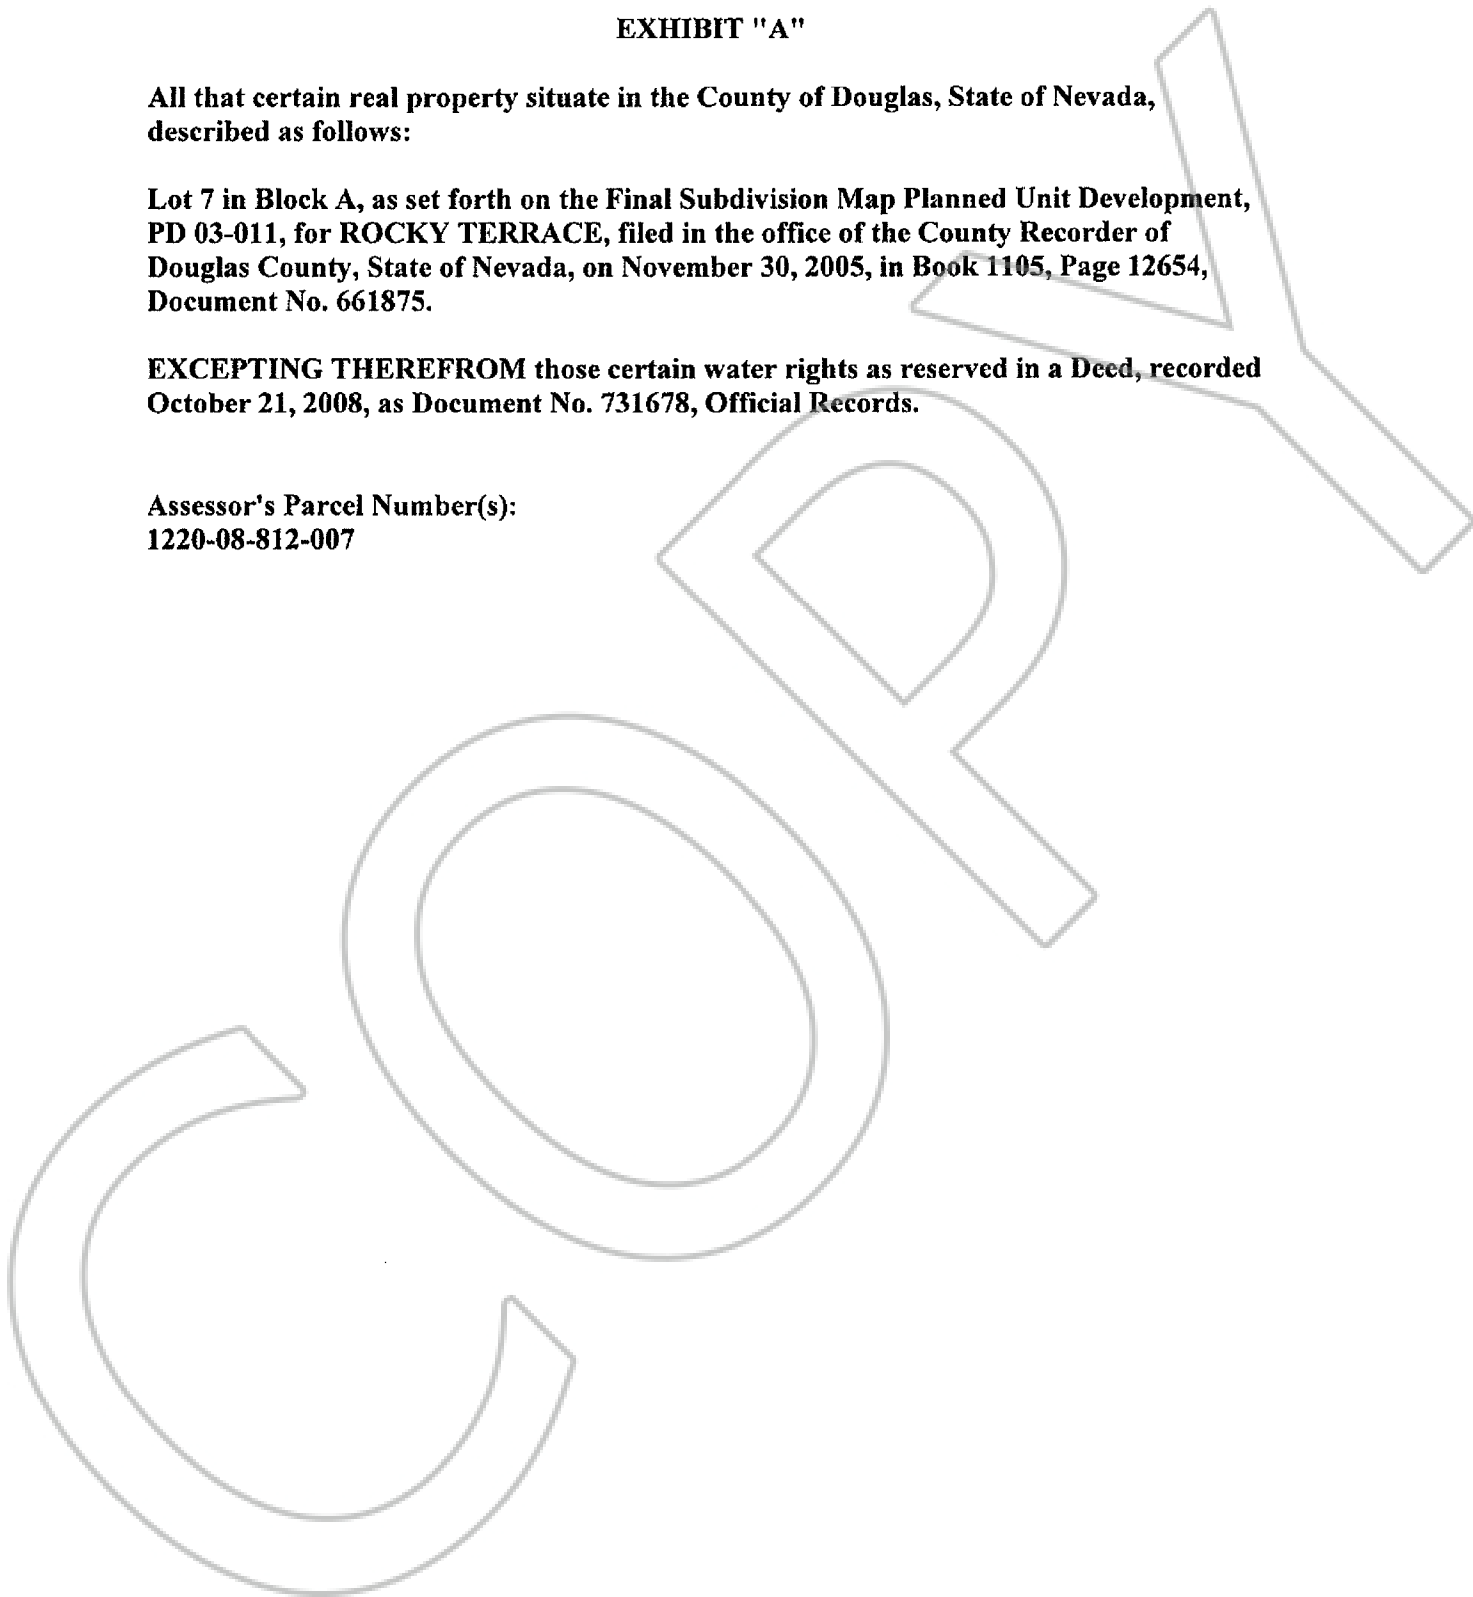 EXHIBIT "A"
All that certain real property situate in the County of Douglas, State of Nevada,
described as follows:
Lot 7 in Block A, as set forth on the Final Subdivision Map Planned Unit Development,
PD 03-011, for ROCKY TERRACE, filed in the office of the County Recorder of
Douglas County, State of Nevada, on November 30, 2005, in Book 1105, Page 12654,
Document No. 661875.
EXCEPTING THEREFROM those certain water rights as reserved in a Deed, recorded
October 21, 2008, as Document No. 731678, Official Records.
Assessor's Parcel Number(s):
1220-08-812-007
COPY